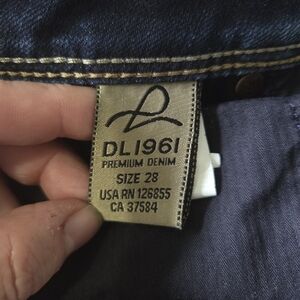 DL1961
PREMIUM DENIM
SIZE 28
USA RN 126855
CA 37584